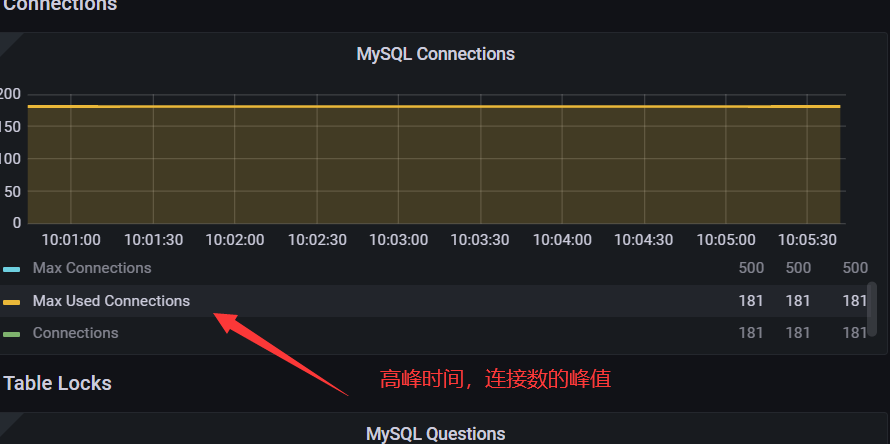 Connections
MySQL Connections
200
150
100
50
0
10:01:00 10:01:30 10:02:00 10:02:30 10:03:00 10:03:30 10:04:00 10:04:30 10:05:00 10:05:30
Max Connections 500 500 500
Max Used Connections 181 181 181
Connections 181 181 181
高峰时间，连接数的峰值
Table Locks
MySQL Questions